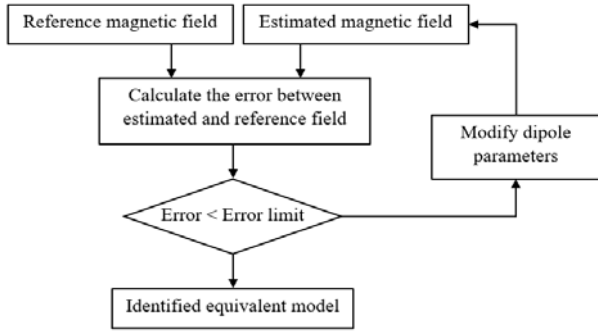 Reference magnetic field
Estimated magnetic field
Calculate the error between
estimated and reference field
Modify dipole
parameters
Error < Error limit
Identified equivalent model